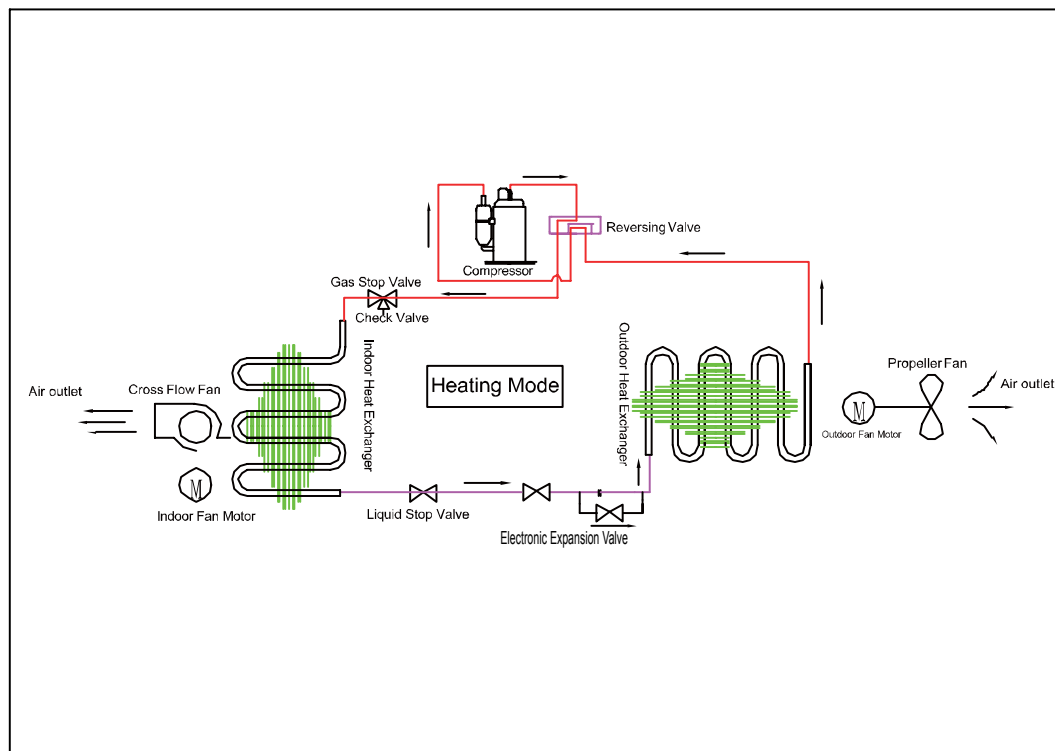 Reversing Valve
Compressor
Gas Stop Valve
Check Valve
Indoor Heat Exchanger
Outdoor Heat Exchanger
Heating Mode
Air outlet
Cross Flow Fan
M
Indoor Fan Motor
Propeller Fan
Air outlet
M
Outdoor Fan Motor
Liquid Stop Valve
Electronic Expansion Valve